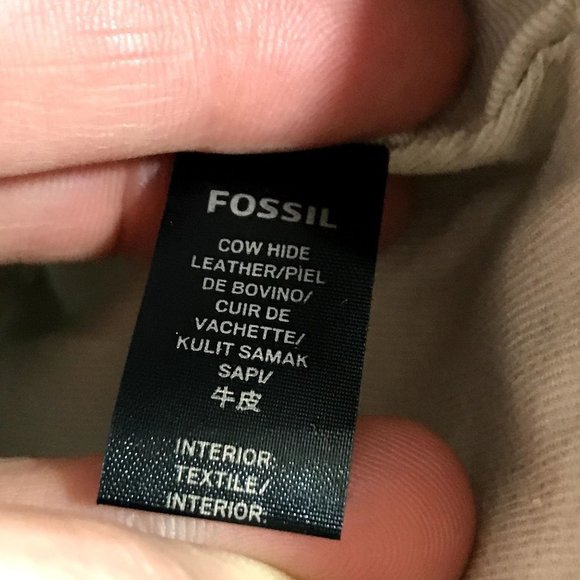 FOSSIL
COW HIDE
LEATHER/PIEL
DE BOVINO/
CUIR DE
VACHETTE/
KULIT SAMAK
SAPI/
牛皮
INTERIOR
TEXTILE/
INTERIOR: